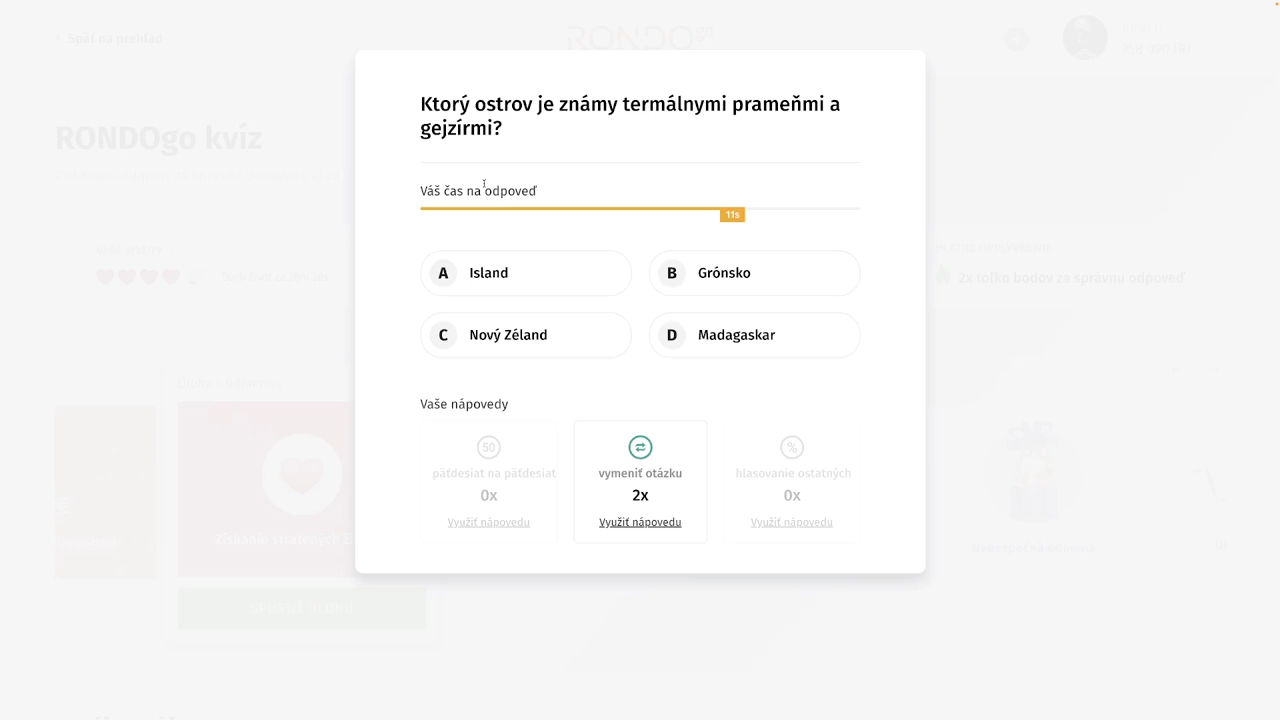 Späť na prehľad
RONDO
RONDOgo kvíz
2x toľko bodov za správnu odpoveď
Ktorý ostrov je známy termálnymi prameňmi a
gejzírmi?
Váš čas na odpoveď
11s
A Island
B Grónsko
C Nový Zéland
D Madagaskar
Vaše nápovedy
50
%
päťdesiat na päťdesiat
vymeniť otázku
hlasovanie ostatných
0x
2x
0x
Využiť nápovedu
Využiť nápovedu
Využiť nápovedu